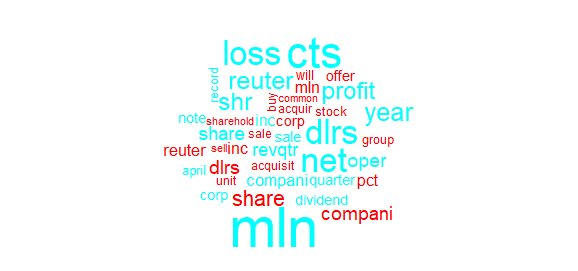 loss cts
record
reuter will offer
mln profit
buy common
shr acquir stock year
note sharehold inc corp
share sale sale dlrs group
reuter sell inc revqtr net oper
dlrs acquisit
april unit compani quarter pct
corp share dividend
mln compani